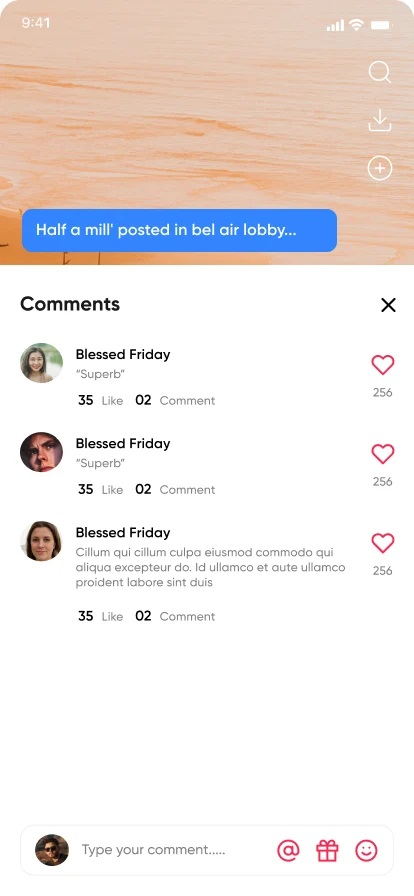 9:41
Half a mill' posted in bel air lobby...
Comments
Blessed Friday
“Superb”
35 Like 02 Comment
256
Blessed Friday
“Superb”
35 Like 02 Comment
256
Blessed Friday
Cillum qui cillum culpa eiusmod commodo qui
aliqua excepteur do. Id ullamco et aute ullamco
proident labore sint duis
256
35 Like 02 Comment
Type your comment.....